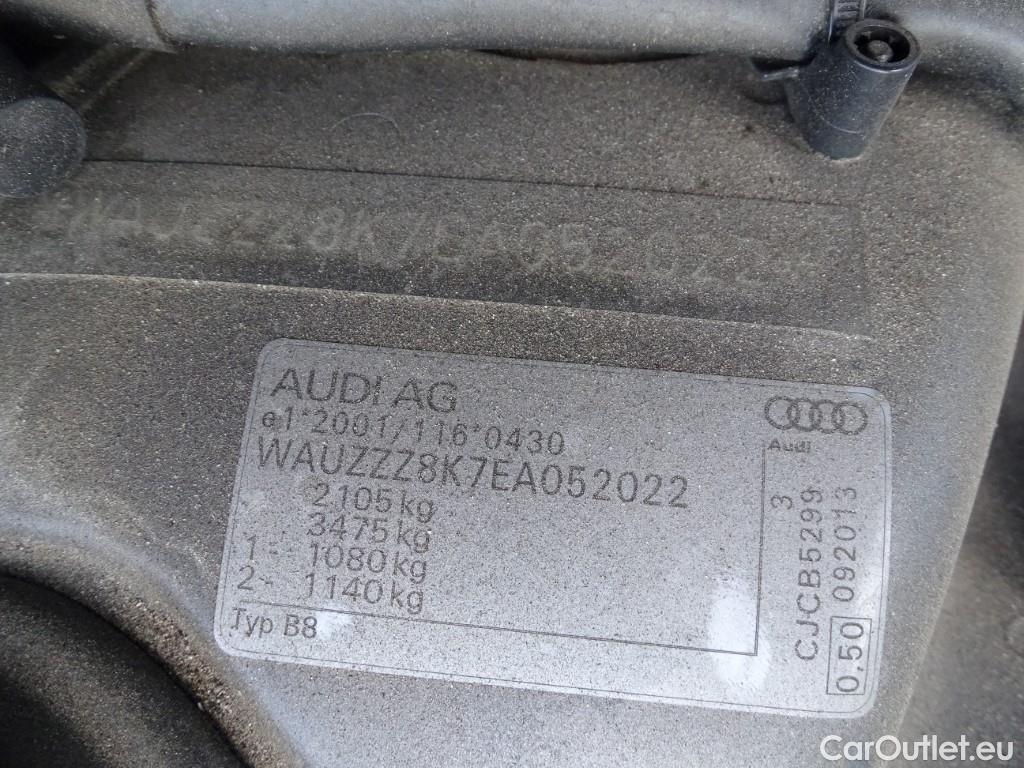 *WAUZZZ8K7EA052022*
AUDI AG
e1*2001/116*0430
WAUZZZ8K7EA052022
2105 kg
3475 kg
1- 1080 kg
2- 1140 kg
Typ B8
Audi
3
CJCB5299
0.50 092013
CarOutlet.eu